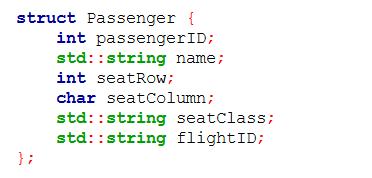 struct Passenger {
    int passengerID;
    std::string name;
    int seatRow;
    char seatColumn;
    std::string seatClass;
    std::string flightID;
};